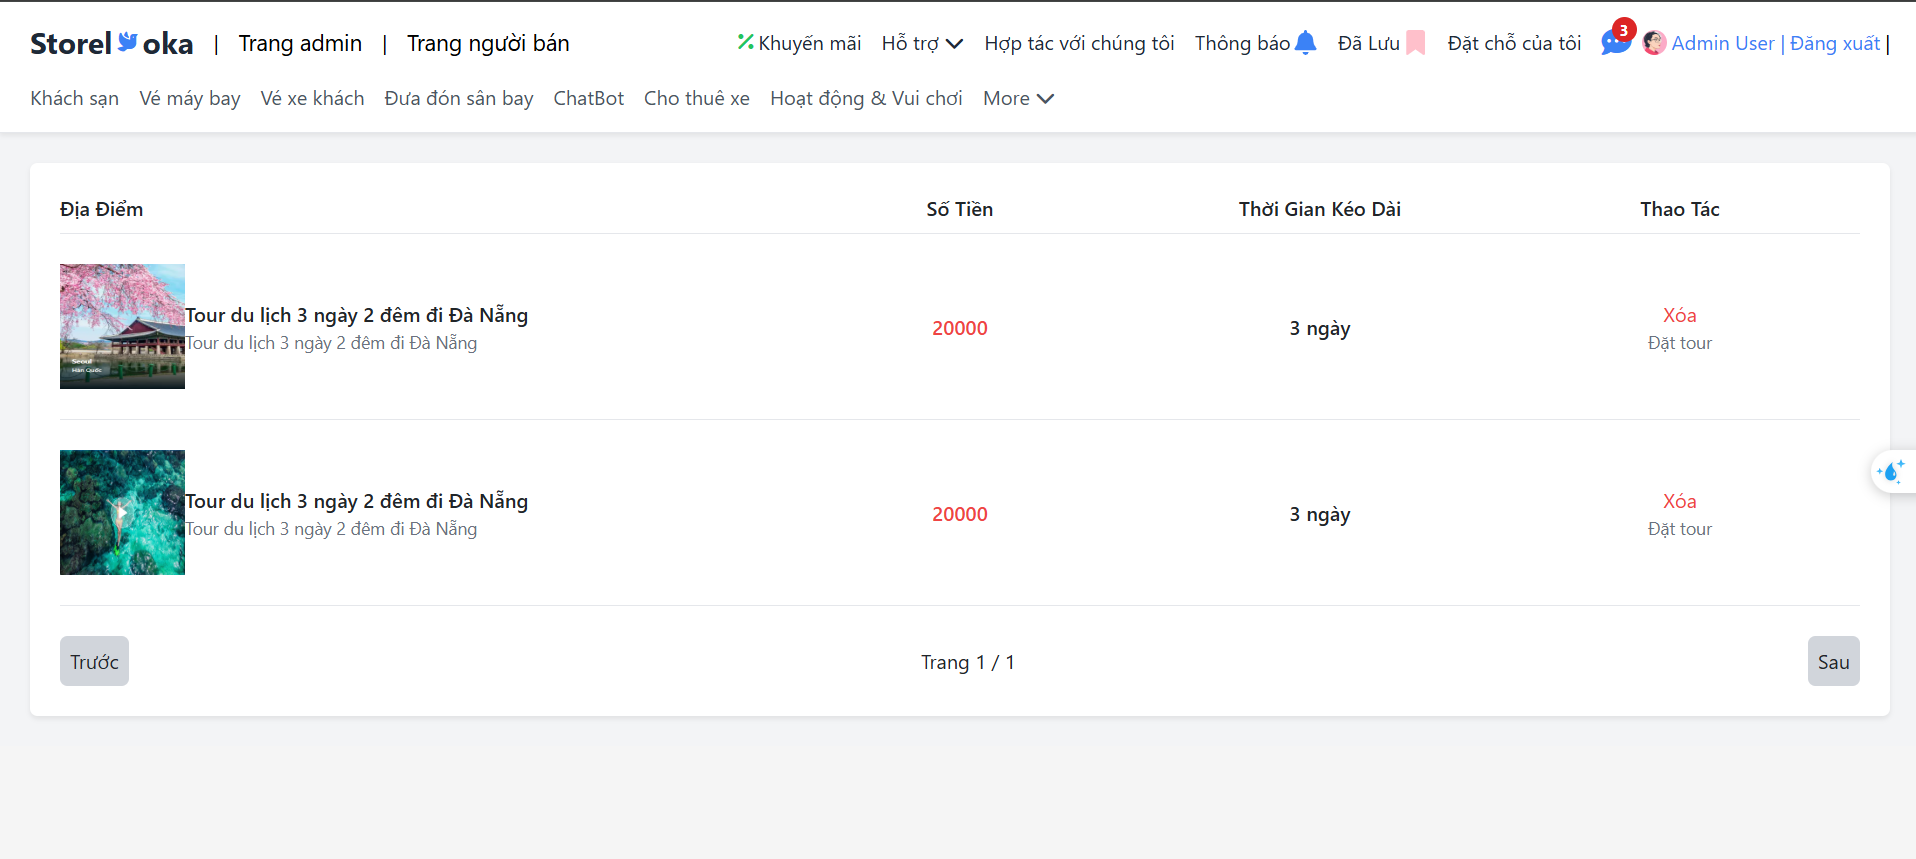 Storel oka | Trang admin | Trang người bán
Khuyến mãi Hỗ trợ Hợp tác với chúng tôi Thông báo Đã Lưu Đặt chỗ của tôi 3 Admin User | Đăng xuất |
Khách sạn Vé máy bay Vé xe khách Đưa đón sân bay ChatBot Cho thuê xe Hoạt động & Vui chơi More
Địa Điểm Số Tiền Thời Gian Kéo Dài Thao Tác
Seoul
Hàn Quốc
Tour du lịch 3 ngày 2 đêm đi Đà Nẵng
Tour du lịch 3 ngày 2 đêm đi Đà Nẵng
20000
3 ngày
Xóa
Đặt tour
Tour du lịch 3 ngày 2 đêm đi Đà Nẵng
Tour du lịch 3 ngày 2 đêm đi Đà Nẵng
20000
3 ngày
Xóa
Đặt tour
Trước Trang 1 / 1 Sau